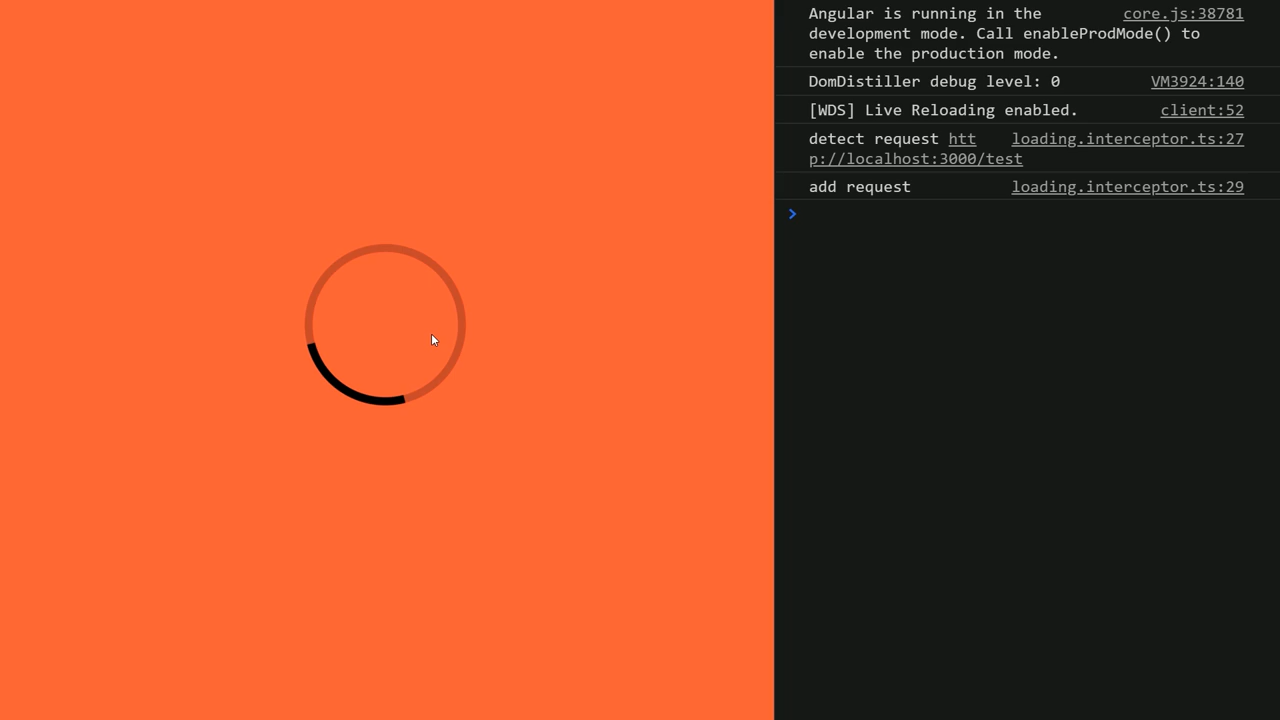 Angular is running in the core.js:38781
development mode. Call enableProdMode() to
enable the production mode.
DomDistiller debug level: 0 VM3924:140
[WDS] Live Reloading enabled. client:52
detect request htt loading.interceptor.ts:27
p://localhost:3000/test
add request loading.interceptor.ts:29